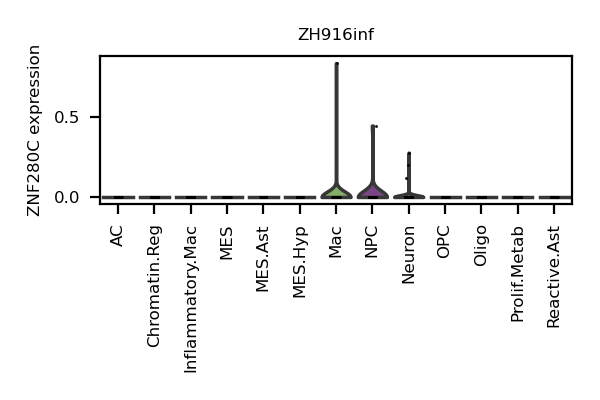 ZH916inf
ZNF280C expression
0.5
0.0
AC
Chromatin.Reg
Inflammatory.Mac
MES
MES.Ast
MES.Hyp
Mac
NPC
Neuron
OPC
Oligo
Prolif.Metab
Reactive.Ast